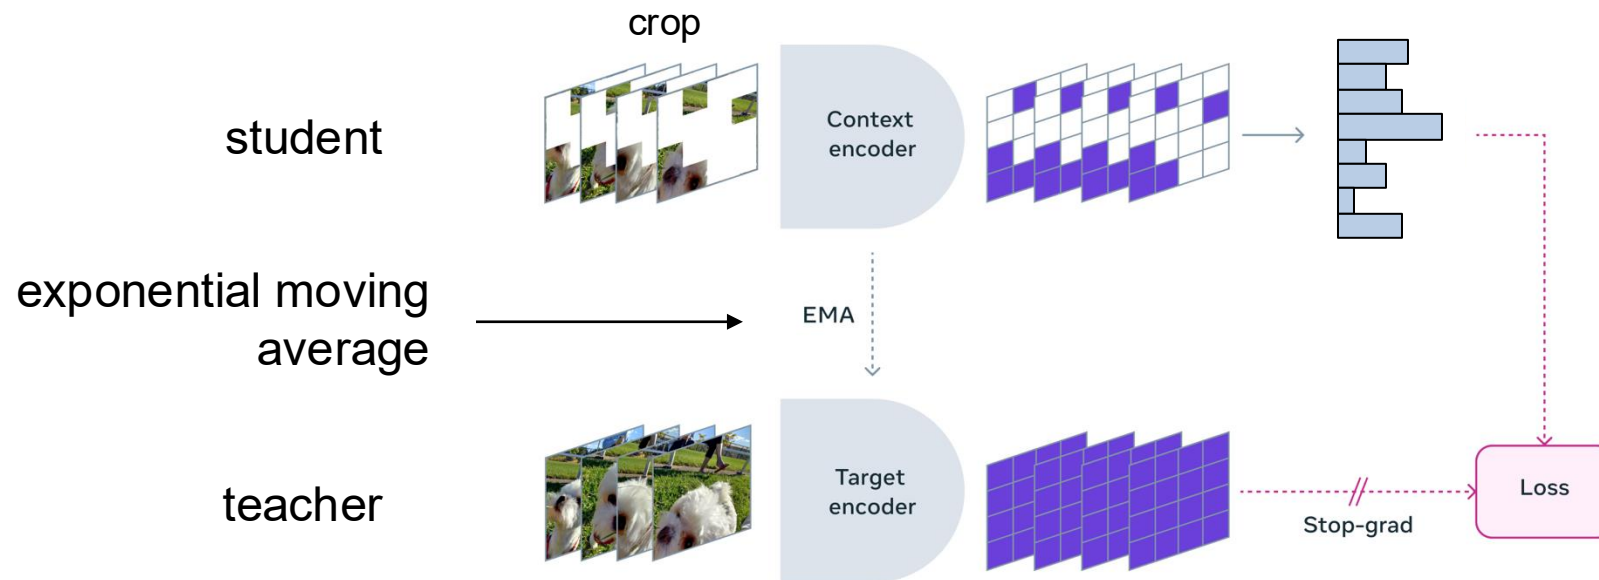 crop
student
Context
encoder
exponential moving
average
EMA
teacher
Target
encoder
Stop-grad
Loss